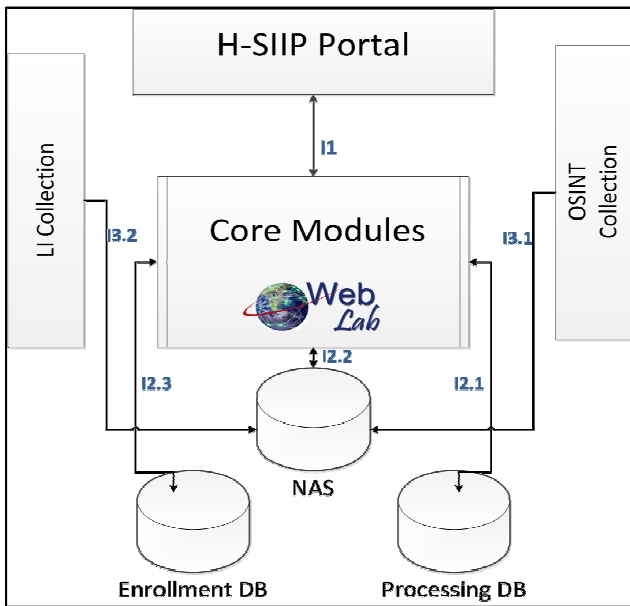 H-SIIP Portal
LI Collection
OSINT
Collection
I1
Core Modules
Web
Lab
I3.2
I3.1
I2.2
I2.3
I2.1
NAS
Enrollment DB
Processing DB